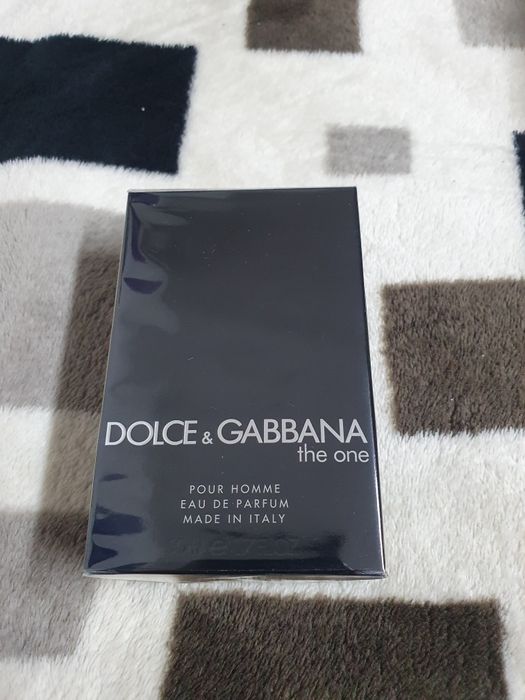 DOLCE & GABBANA
the one
POUR HOMME
EAU DE PARFUM
MADE IN ITALY